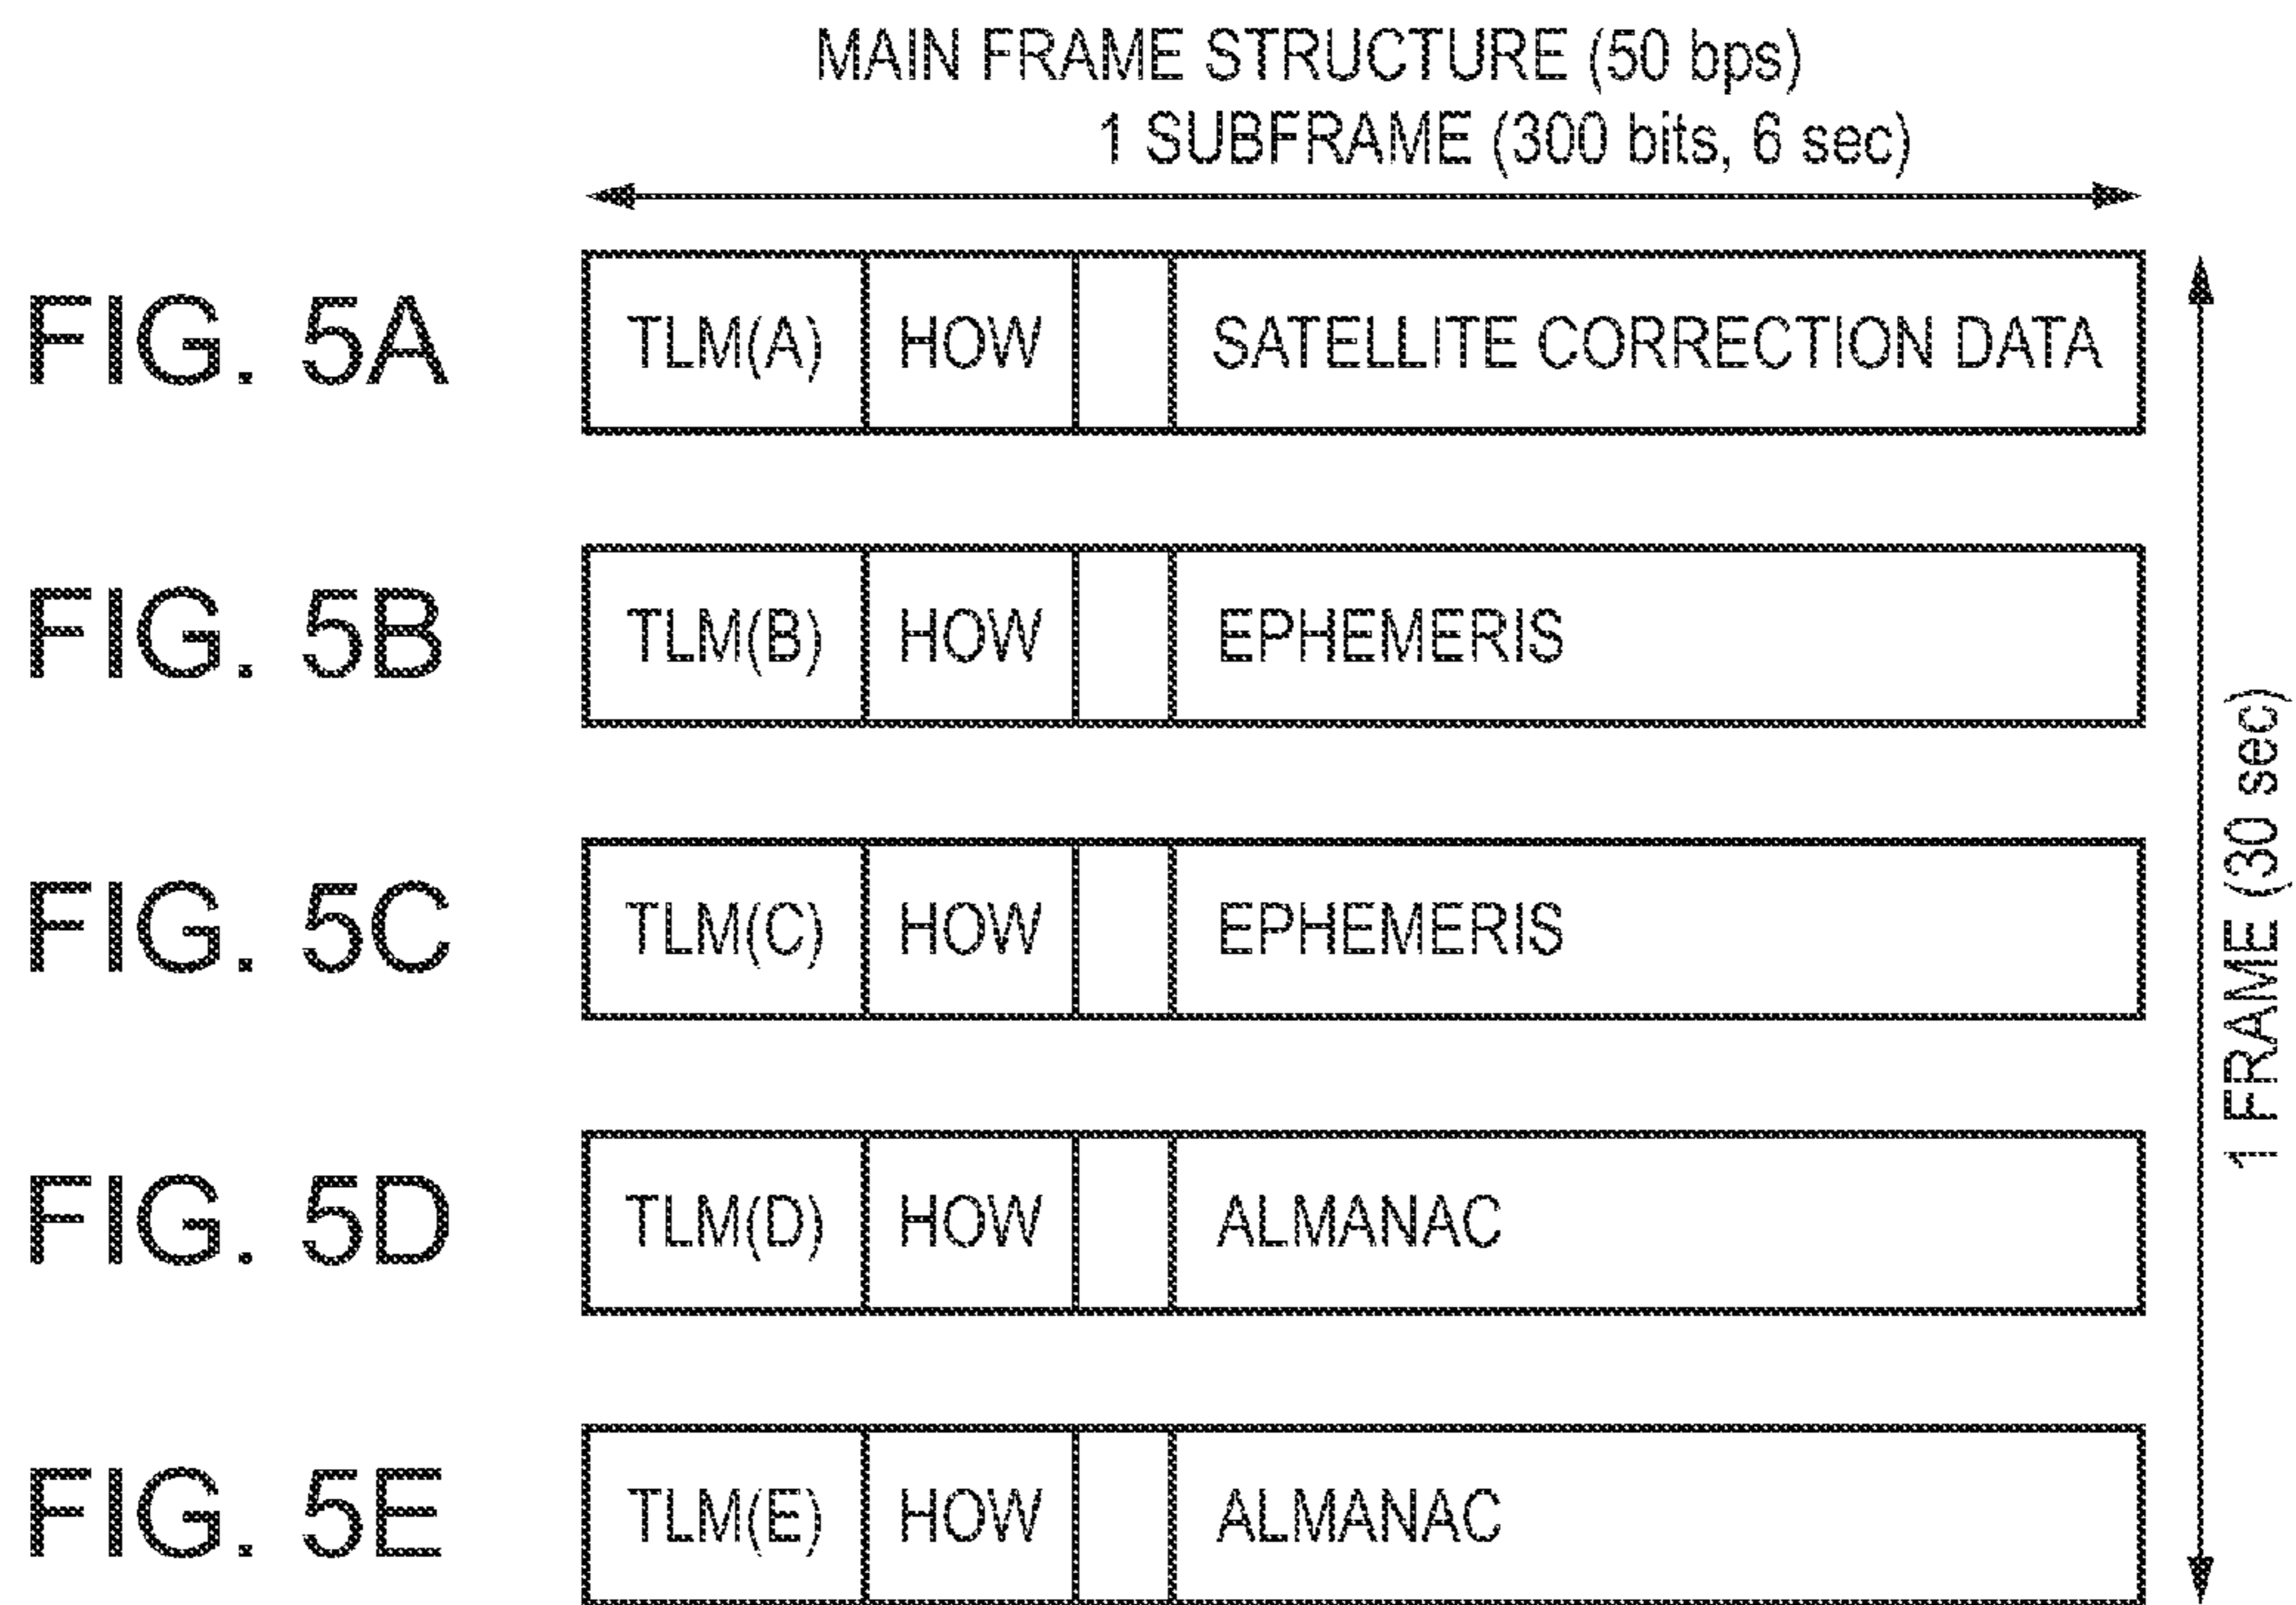 MAIN FRAME STRUCTURE (50 bps)
1 SUBFRAME (300 bits, 6 sec)
FIG. 5A TLM(A) HOW SATELLITE CORRECTION DATA
FIG. 5B TLM(B) HOW EPHEMERIS
FIG. 5C TLM(C) HOW EPHEMERIS
FIG. 5D TLM(D) HOW ALMANAC
FIG. 5E TLM(E) HOW ALMANAC
1 FRAME (30 sec)